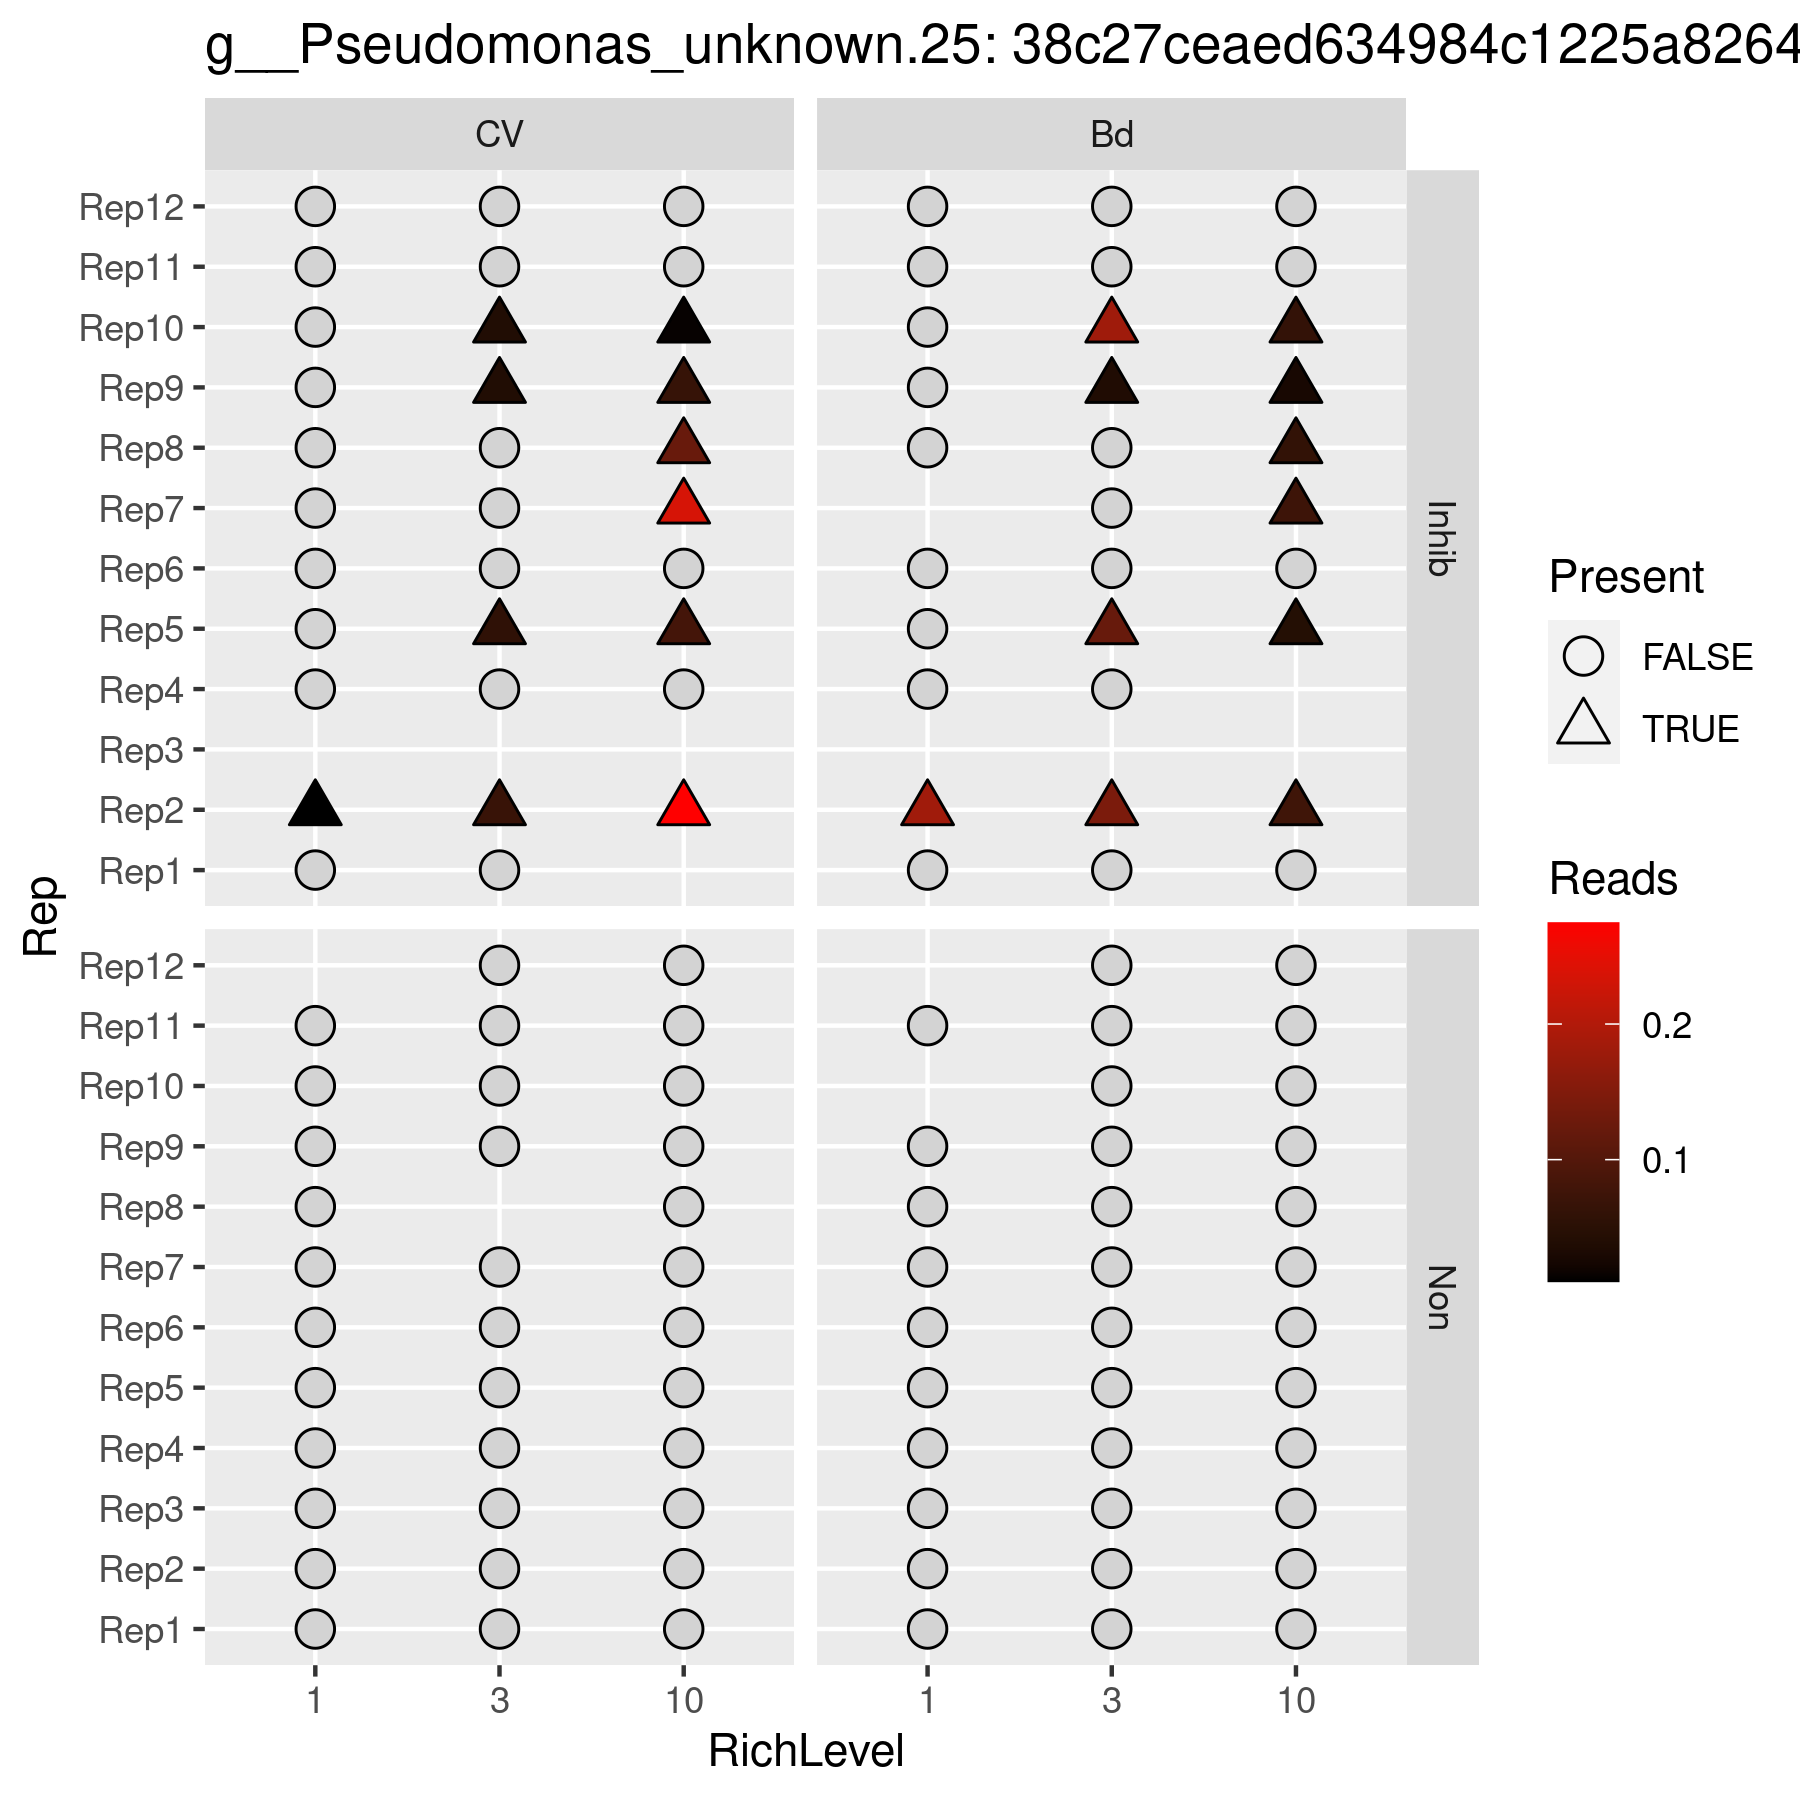 g__Pseudomonas_unknown.25: 38c27ceaed634984c1225a8264
CV
Bd
Rep12
Rep11
Rep10
Rep9
Rep8
Rep7
Rep6
Rep5
Rep4
Rep3
Rep2
Rep1
Inhib
Rep12
Rep11
Rep10
Rep9
Rep8
Rep7
Rep6
Rep5
Rep4
Rep3
Rep2
Rep1
Non
Rep
1
3
10
1
3
10
RichLevel
Present
FALSE
TRUE
Reads
0.2
0.1